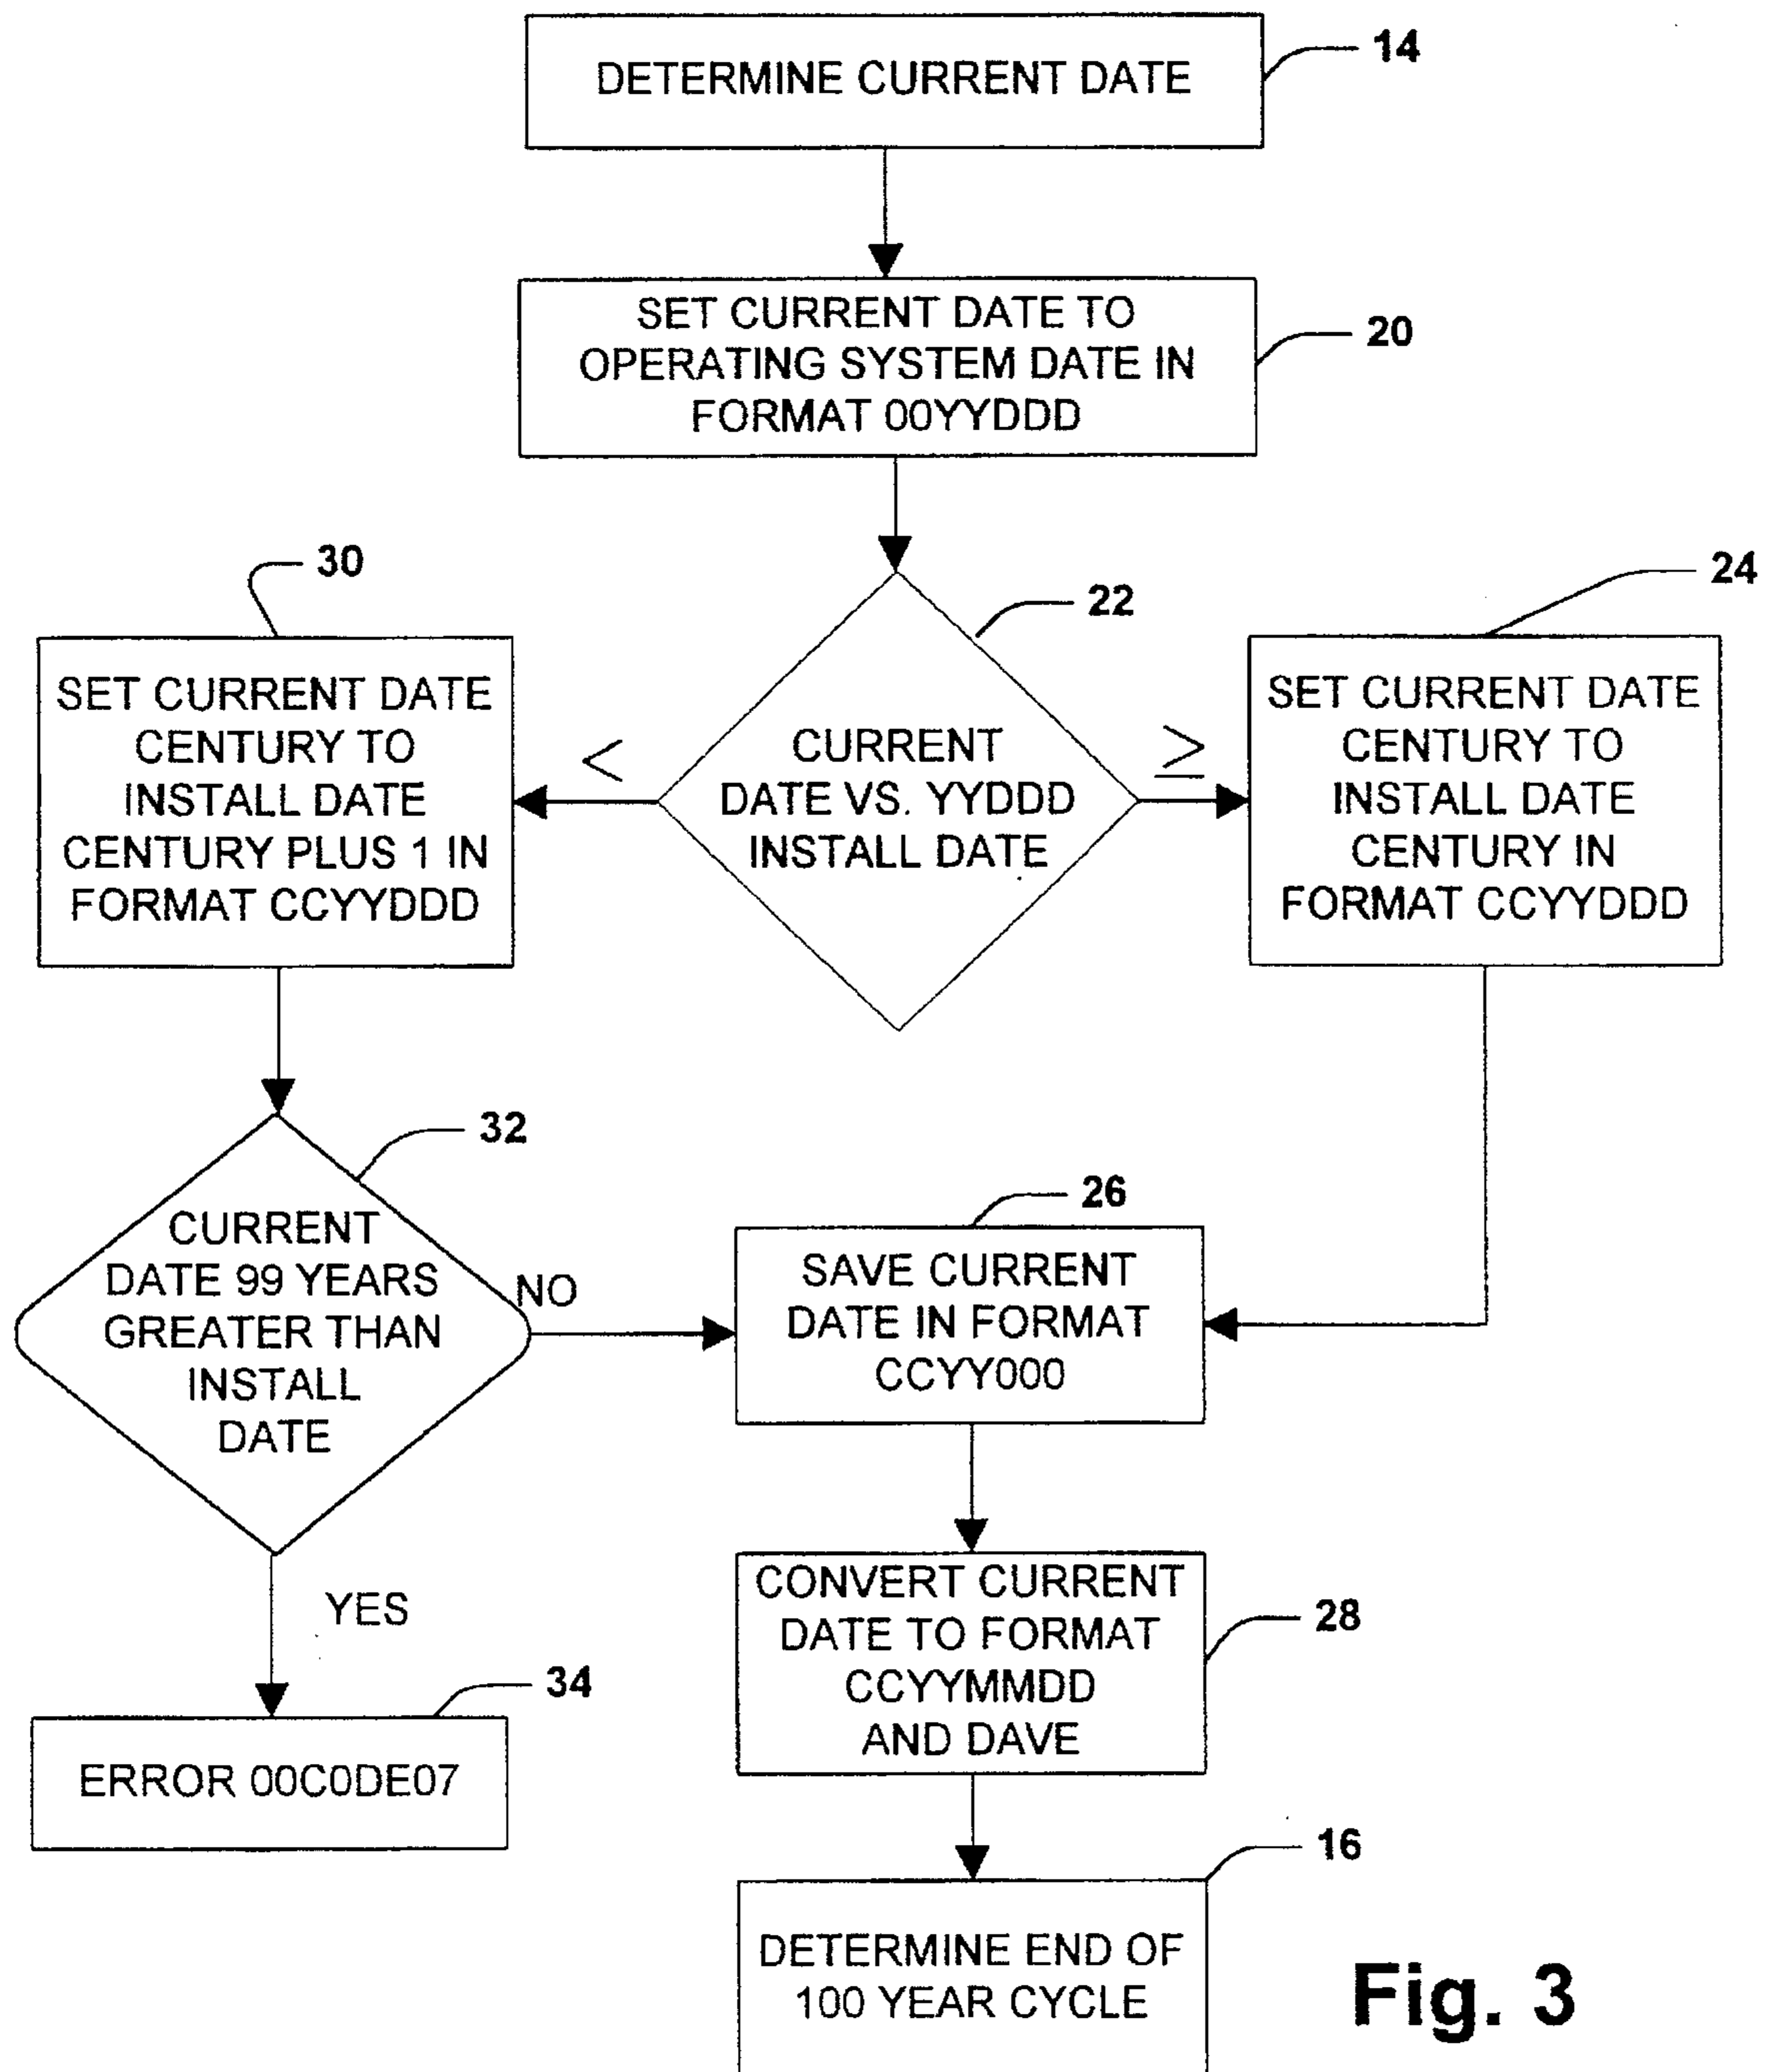 DETERMINE CURRENT DATE
14
SET CURRENT DATE TO
OPERATING SYSTEM DATE IN
FORMAT 00YYDDD
20
30
22
24
SET CURRENT DATE
CENTURY TO
INSTALL DATE
CENTURY PLUS 1 IN
FORMAT CCYYDDD
<
CURRENT
DATE VS. YYDDD
INSTALL DATE
≥
SET CURRENT DATE
CENTURY TO
INSTALL DATE
CENTURY IN
FORMAT CCYYDDD
32
CURRENT
DATE 99 YEARS
GREATER THAN
INSTALL
DATE
NO
26
SAVE CURRENT
DATE IN FORMAT
CCYY000
YES
CONVERT CURRENT
DATE TO FORMAT
CCYYMMDD
AND DAVE
28
34
ERROR 00C0DE07
16
DETERMINE END OF
100 YEAR CYCLE
Fig. 3